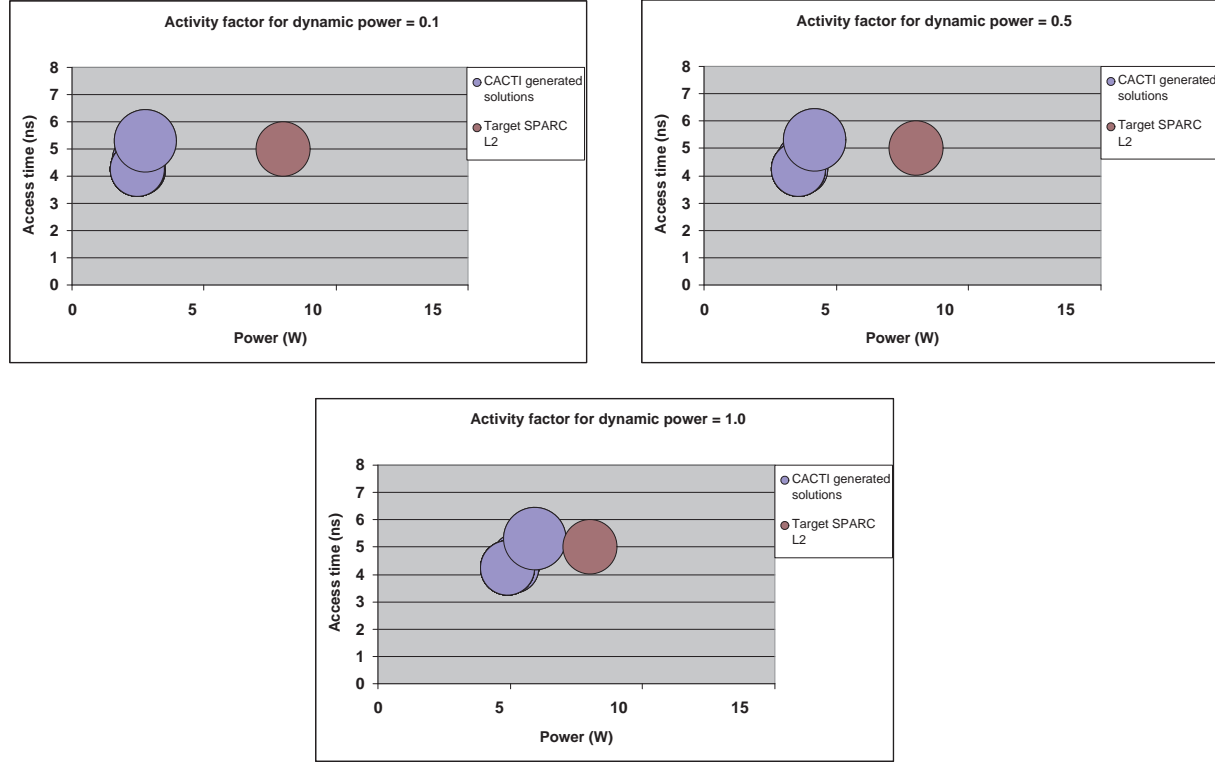 Activity factor for dynamic power = 0.1
8
7
6
5
4
3
2
1
0
Access time (ns)
0
5
10
15
Power (W)
CACTI generated
solutions
Target SPARC
L2
Activity factor for dynamic power = 0.5
8
7
6
5
4
3
2
1
0
Access time (ns)
0
5
10
15
Power (W)
CACTI generated
solutions
Target SPARC
L2
Activity factor for dynamic power = 1.0
8
7
6
5
4
3
2
1
0
Access time (ns)
0
5
10
15
Power (W)
CACTI generated
solutions
Target SPARC
L2